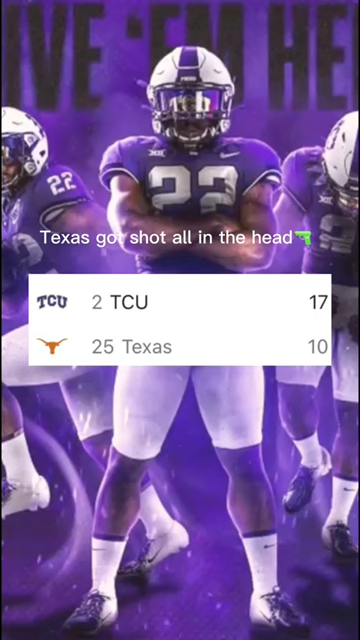 IVE 'EM HE
22
22
Texas got shot all in the head🔫
TCU 2 TCU 17
25 Texas 10